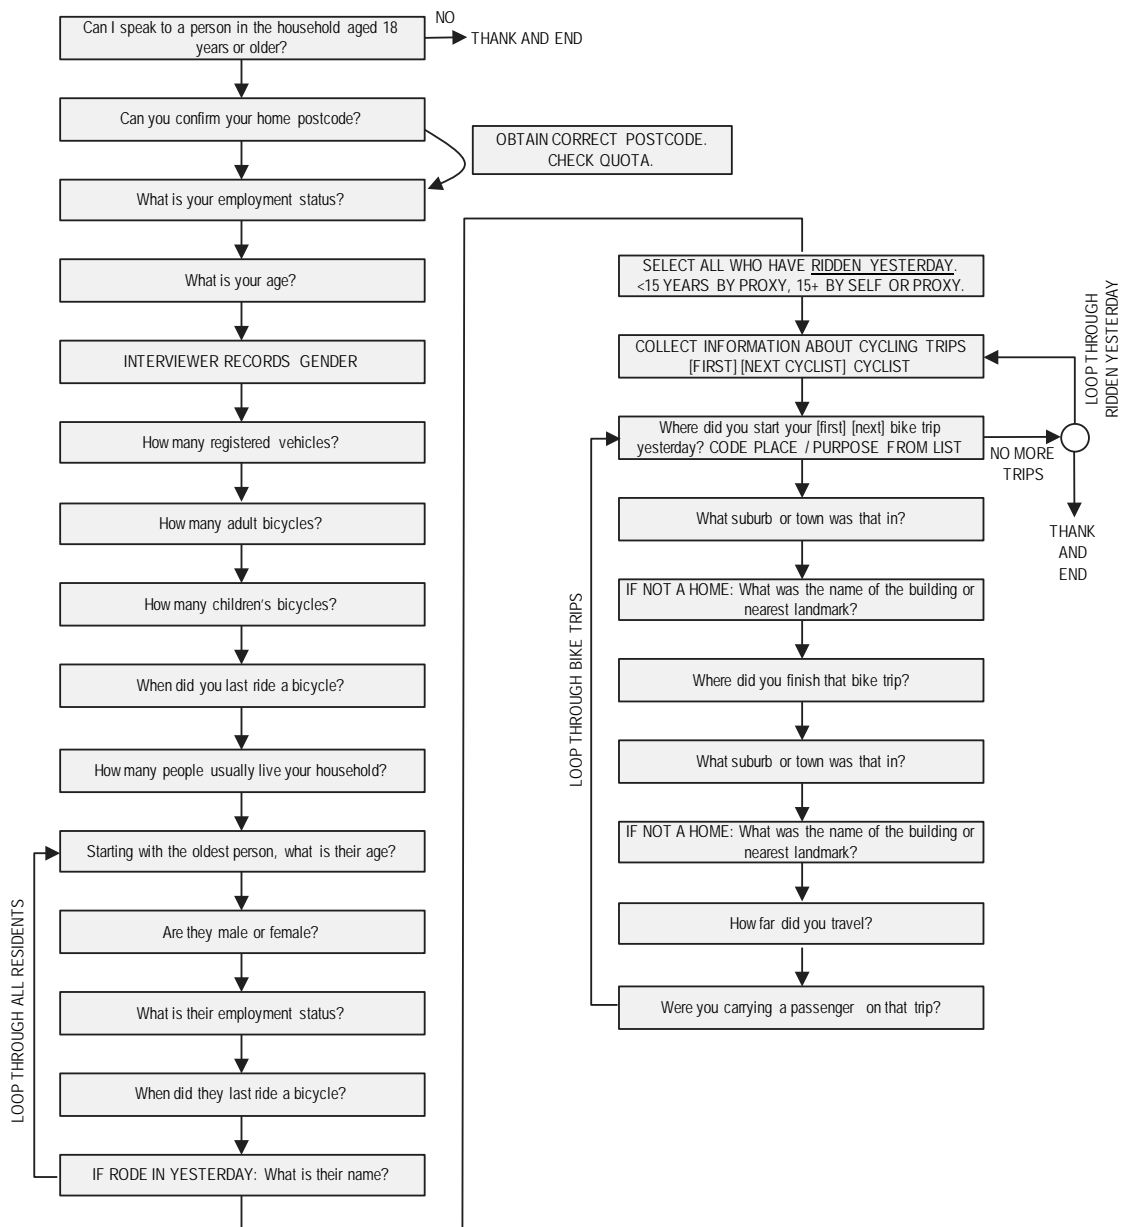 Can I speak to a person in the household aged 18
years or older?
NO
THANK AND END
Can you confirm your home postcode?
OBTAIN CORRECT POSTCODE.
CHECK QUOTA.
What is your employment status?
What is your age?
INTERVIEWER RECORDS GENDER
How many registered vehicles?
How many adult bicycles?
How many children's bicycles?
When did you last ride a bicycle?
How many people usually live your household?
Starting with the oldest person, what is their age?
Are they male or female?
What is their employment status?
When did they last ride a bicycle?
IF RODE IN YESTERDAY: What is their name?
LOOP THROUGH ALL RESIDENTS
SELECT ALL WHO HAVE RIDDEN YESTERDAY.
<15 YEARS BY PROXY, 15+ BY SELF OR PROXY.
COLLECT INFORMATION ABOUT CYCLING TRIPS
[FIRST] [NEXT CYCLIST] CYCLIST
Where did you start your [first] [next] bike trip
yesterday? CODE PLACE / PURPOSE FROM LIST
NO MORE
TRIPS
LOOP THROUGH
RIDDEN YESTERDAY
THANK
AND
END
What suburb or town was that in?
IF NOT A HOME: What was the name of the building or
nearest landmark?
Where did you finish that bike trip?
What suburb or town was that in?
IF NOT A HOME: What was the name of the building or
nearest landmark?
How far did you travel?
Were you carrying a passenger on that trip?
LOOP THROUGH BIKE TRIPS